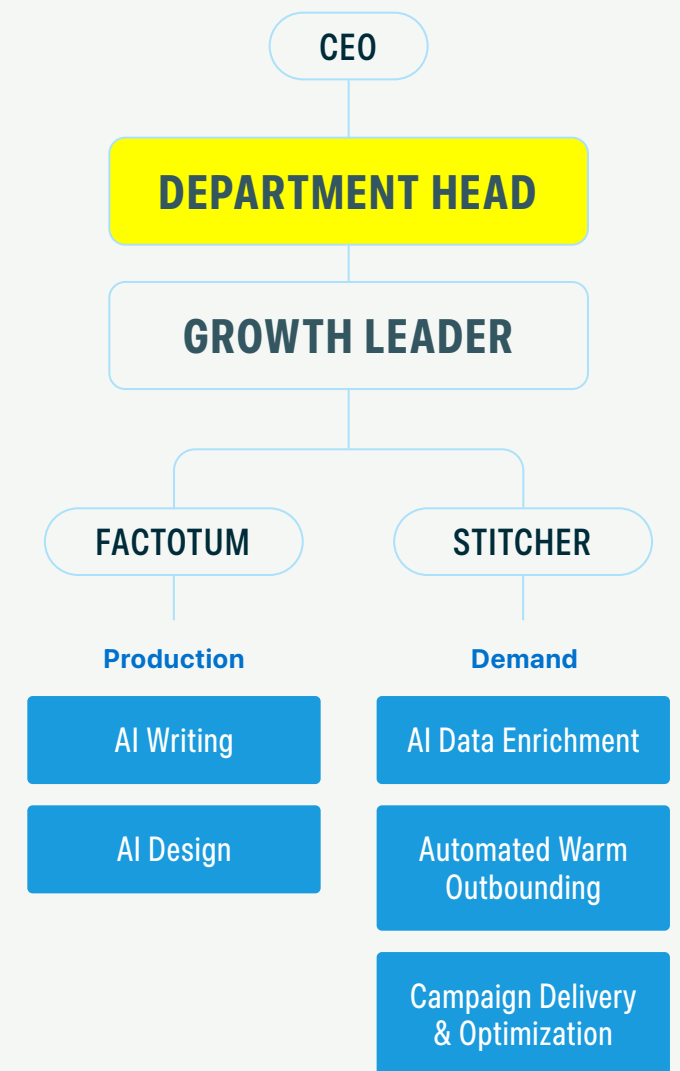 CEO
DEPARTMENT HEAD
GROWTH LEADER
FACTOTUM
STITCHER
Production
AI Writing
AI Design
Demand
AI Data Enrichment
Automated Warm
Outbounding
Campaign Delivery
& Optimization